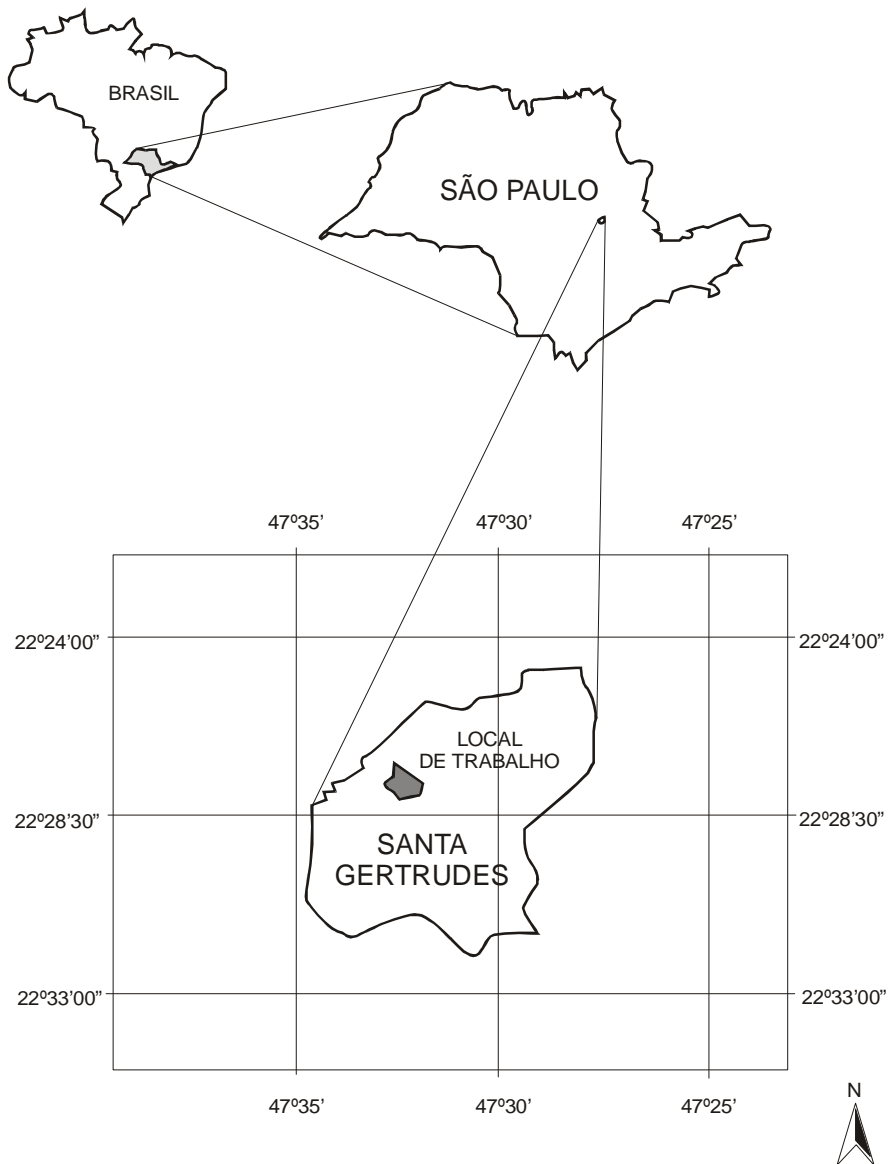 BRASIL
SÃO PAULO
47º35’ 47º30’ 47º25’
22º24’00” 22º24’00”
LOCAL
DE TRABALHO
22º28’30” 22º28’30”
SANTA
GERTRUDES
22º33’00” 22º33’00”
47º35’ 47º30’ 47º25’
N